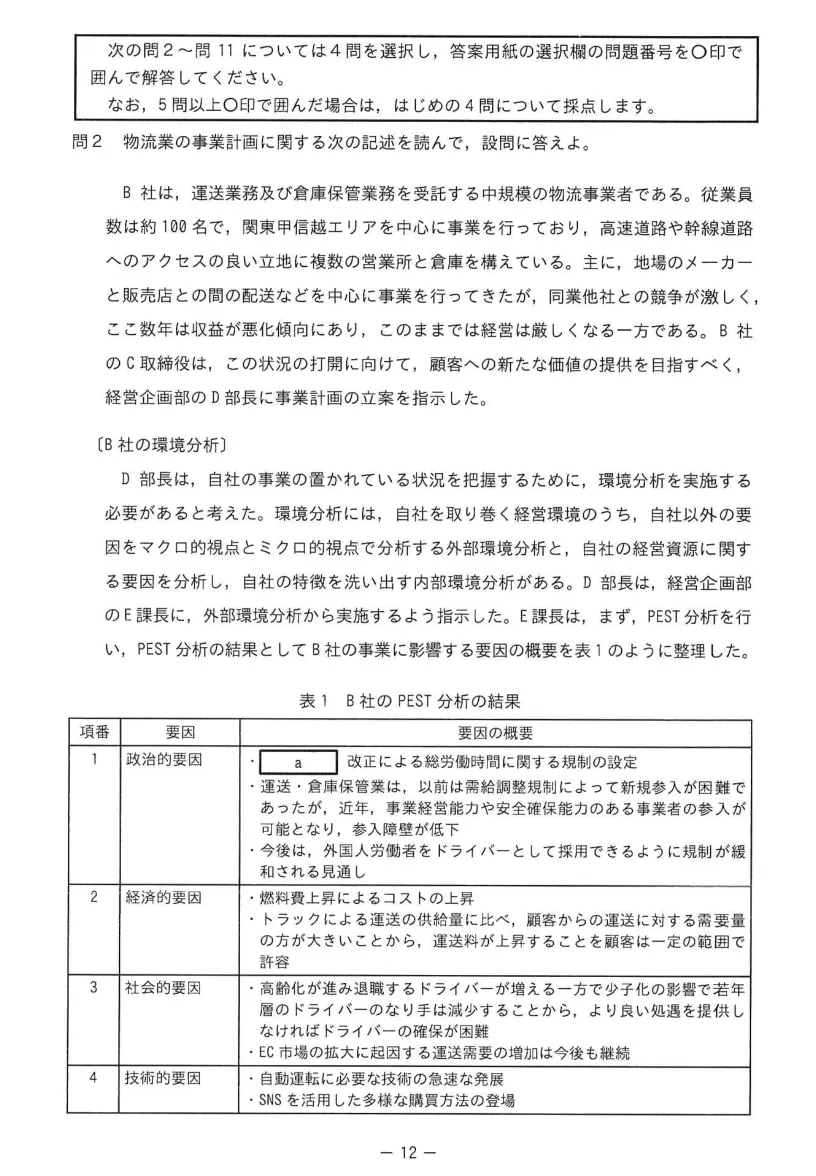 次の問２～問 11 については４問を選択し，答案用紙の選択欄の問題番号を〇印で
囲んで解答してください。
なお，５問以上〇印で囲んだ場合は，はじめの４問について採点します。
問２　物流業の事業計画に関する次の記述を読んで，設問に答えよ。
B 社は，運送業務及び倉庫保管業務を受託する中規模の物流事業者である。従業員
数は約 100 名で，関東甲信越エリアを中心に事業を行っており，高速道路や幹線道路
へのアクセスの良い立地に複数の営業所と倉庫を構えている。主に，地場のメーカー
と販売店との間の配送などを中心に事業を行ってきたが，同業他社との競争が激しく，
ここ数年は収益が悪化傾向にあり，このままでは経営は厳しくなる一方である。B 社
の C 取締役は，この状況の打開に向けて，顧客への新たな価値の提供を目指すべく，
経営企画部の D 部長に事業計画の立案を指示した。
〔B 社の環境分析〕
D 部長は，自社の事業の置かれている状況を把握するために，環境分析を実施する
必要があると考えた。環境分析には，自社を取り巻く経営環境のうち，自社以外の要
因をマクロ的視点とミクロ的視点で分析する外部環境分析と，自社の経営資源に関す
る要因を分析し，自社の特徴を洗い出す内部環境分析がある。D 部長は，経営企画部
の E 課長に，外部環境分析から実施するよう指示した。E 課長は，まず，PEST 分析を行
い，PEST 分析の結果として B 社の事業に影響する要因の概要を表１のように整理した。
表１　B 社の PEST 分析の結果
項番　要因　要因の概要
1　政治的要因　・ a 改正による総労働時間に関する規制の設定
・運送・倉庫保管業は，以前は需給調整規制によって新規参入が困難で
あったが，近年，事業経営能力や安全確保能力のある事業者の参入が
可能となり，参入障壁が低下
・今後は，外国人労働者をドライバーとして採用できるように規制が緩
和される見通し
2　経済的要因　・燃料費上昇によるコストの上昇
・トラックによる運送の供給量に比べ，顧客からの運送に対する需要量
の方が大きいことから，運送料が上昇することを顧客は一定の範囲で
許容
3　社会的要因　・高齢化が進み退職するドライバーが増える一方で少子化の影響で若年
層のドライバーのなり手は減少することから，より良い処遇を提供し
なければドライバーの確保が困難
・EC 市場の拡大に起因する運送需要の増加は今後も継続
4　技術的要因　・自動運転に必要な技術の急速な発展
・SNS を活用した多様な購買方法の登場
－ 12 －